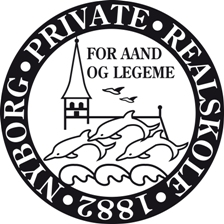 NYBORG • PRIVATE • REALSKOLE • 1882 •
FOR AAND
OG LEGEME